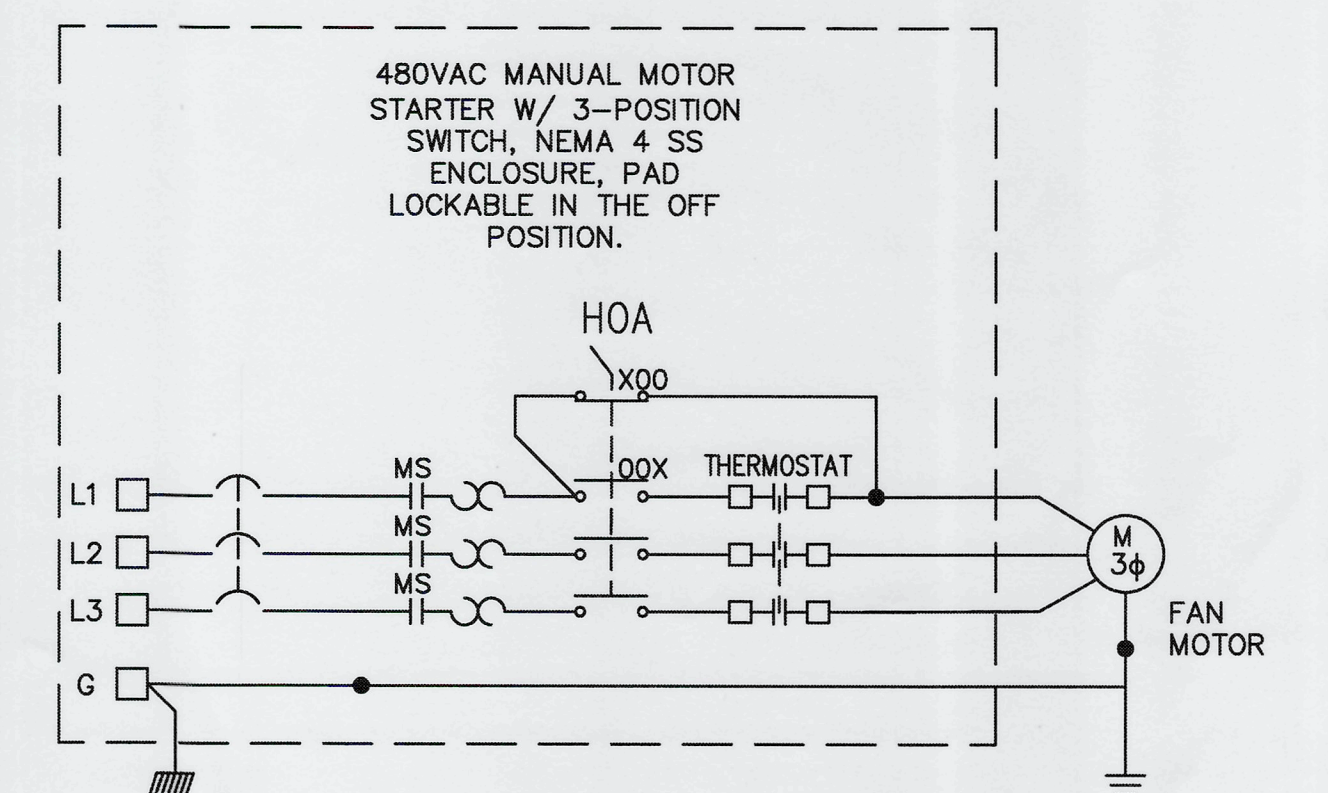 480VAC MANUAL MOTOR
STARTER W/ 3-POSITION
SWITCH, NEMA 4 SS
ENCLOSURE, PAD
LOCKABLE IN THE OFF
POSITION.
HOA
X00
00X
THERMOSTAT
MS
L1
MS
L2
MS
L3
G
M
3ϕ
FAN
MOTOR